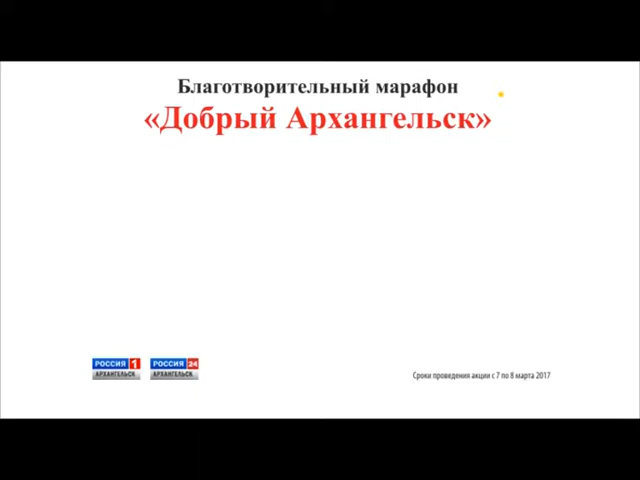 Благотворительный марафон
«Добрый Архангельск»
РОССИЯ 1
АРХАНГЕЛЬСК
РОССИЯ 24
АРХАНГЕЛЬСК
Сроки проведения акции с 7 по 8 марта 2017